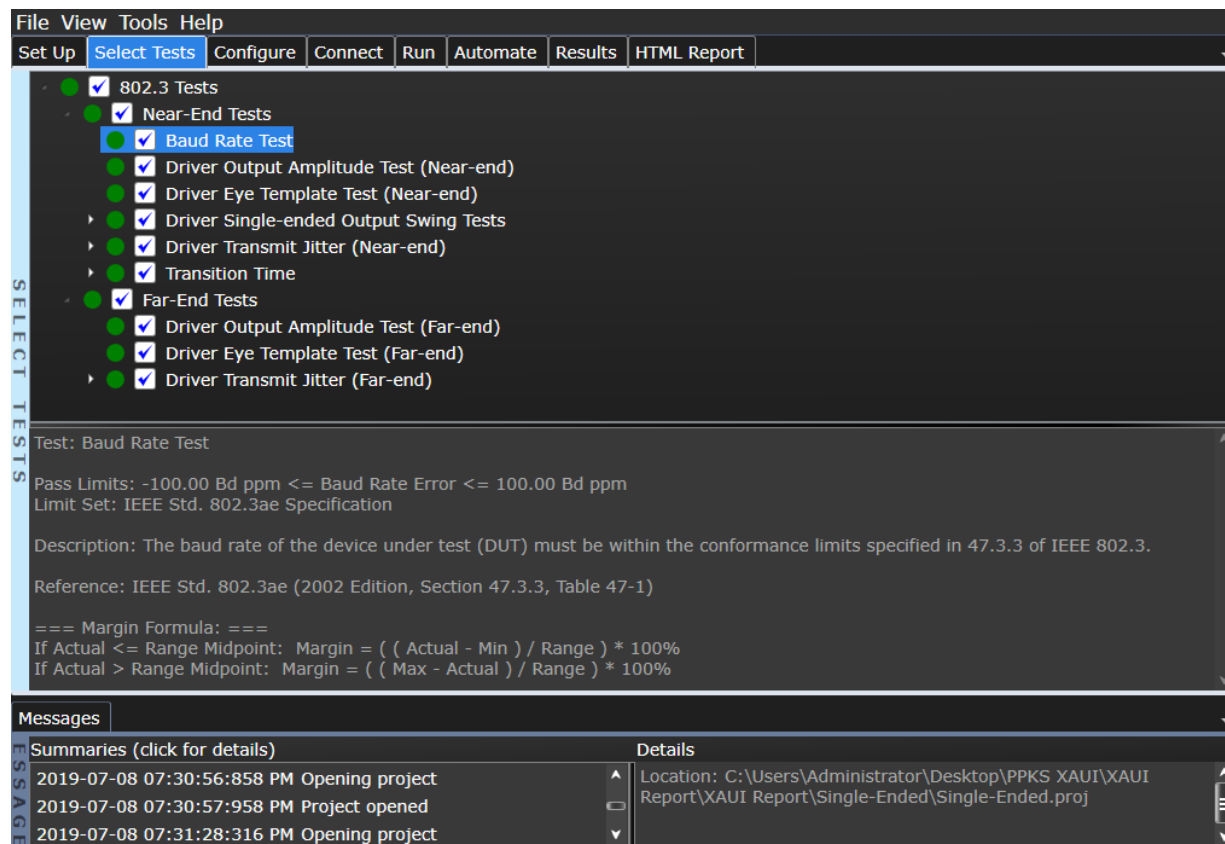 File View Tools Help
Set Up Select Tests Configure Connect Run Automate Results HTML Report
802.3 Tests
Near-End Tests
Baud Rate Test
Driver Output Amplitude Test (Near-end)
Driver Eye Template Test (Near-end)
Driver Single-ended Output Swing Tests
Driver Transmit Jitter (Near-end)
Transition Time
Far-End Tests
Driver Output Amplitude Test (Far-end)
Driver Eye Template Test (Far-end)
Driver Transmit Jitter (Far-end)
SELECT TESTS
Test: Baud Rate Test
Pass Limits: -100.00 Bd ppm <= Baud Rate Error <= 100.00 Bd ppm
Limit Set: IEEE Std. 802.3ae Specification
Description: The baud rate of the device under test (DUT) must be within the conformance limits specified in 47.3.3 of IEEE 802.3.
Reference: IEEE Std. 802.3ae (2002 Edition, Section 47.3.3, Table 47-1)
=== Margin Formula: ===
If Actual <= Range Midpoint: Margin = ( ( Actual - Min ) / Range ) * 100%
If Actual > Range Midpoint: Margin = ( ( Max - Actual ) / Range ) * 100%
Messages
ESSAGE
Summaries (click for details)
2019-07-08 07:30:56:858 PM Opening project
2019-07-08 07:30:57:958 PM Project opened
2019-07-08 07:31:28:316 PM Opening project
Details
Location: C:\Users\Administrator\Desktop\PPKS XAUI\XAUI
Report\XAUI Report\Single-Ended\Single-Ended.proj